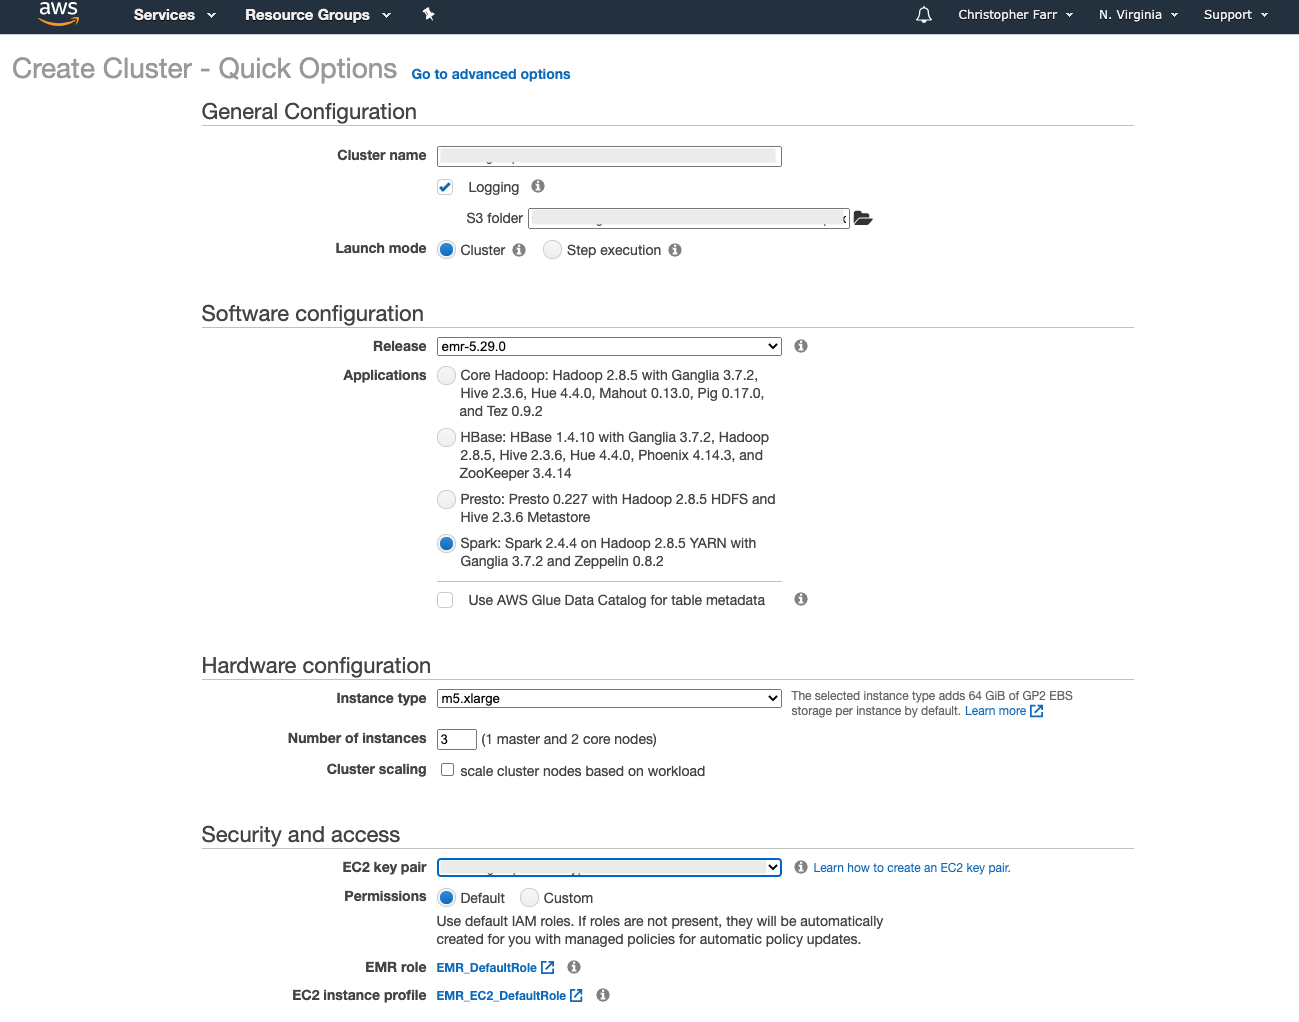 aws
Services
Resource Groups
Christopher Farr
N. Virginia
Support
Create Cluster - Quick Options Go to advanced options
General Configuration
Cluster name
Logging
S3 folder
Launch mode Cluster Step execution
Software configuration
Release emr-5.29.0
Applications Core Hadoop: Hadoop 2.8.5 with Ganglia 3.7.2,
Hive 2.3.6, Hue 4.4.0, Mahout 0.13.0, Pig 0.17.0,
and Tez 0.9.2
HBase: HBase 1.4.10 with Ganglia 3.7.2, Hadoop
2.8.5, Hive 2.3.6, Hue 4.4.0, Phoenix 4.14.3, and
ZooKeeper 3.4.14
Presto: Presto 0.227 with Hadoop 2.8.5 HDFS and
Hive 2.3.6 Metastore
Spark: Spark 2.4.4 on Hadoop 2.8.5 YARN with
Ganglia 3.7.2 and Zeppelin 0.8.2
Use AWS Glue Data Catalog for table metadata
Hardware configuration
Instance type m5.xlarge
The selected instance type adds 64 GiB of GP2 EBS
storage per instance by default. Learn more
Number of instances 3 (1 master and 2 core nodes)
Cluster scaling scale cluster nodes based on workload
Security and access
EC2 key pair Learn how to create an EC2 key pair.
Permissions Default Custom
Use default IAM roles. If roles are not present, they will be automatically
created for you with managed policies for automatic policy updates.
EMR role EMR_DefaultRole
EC2 instance profile EMR_EC2_DefaultRole